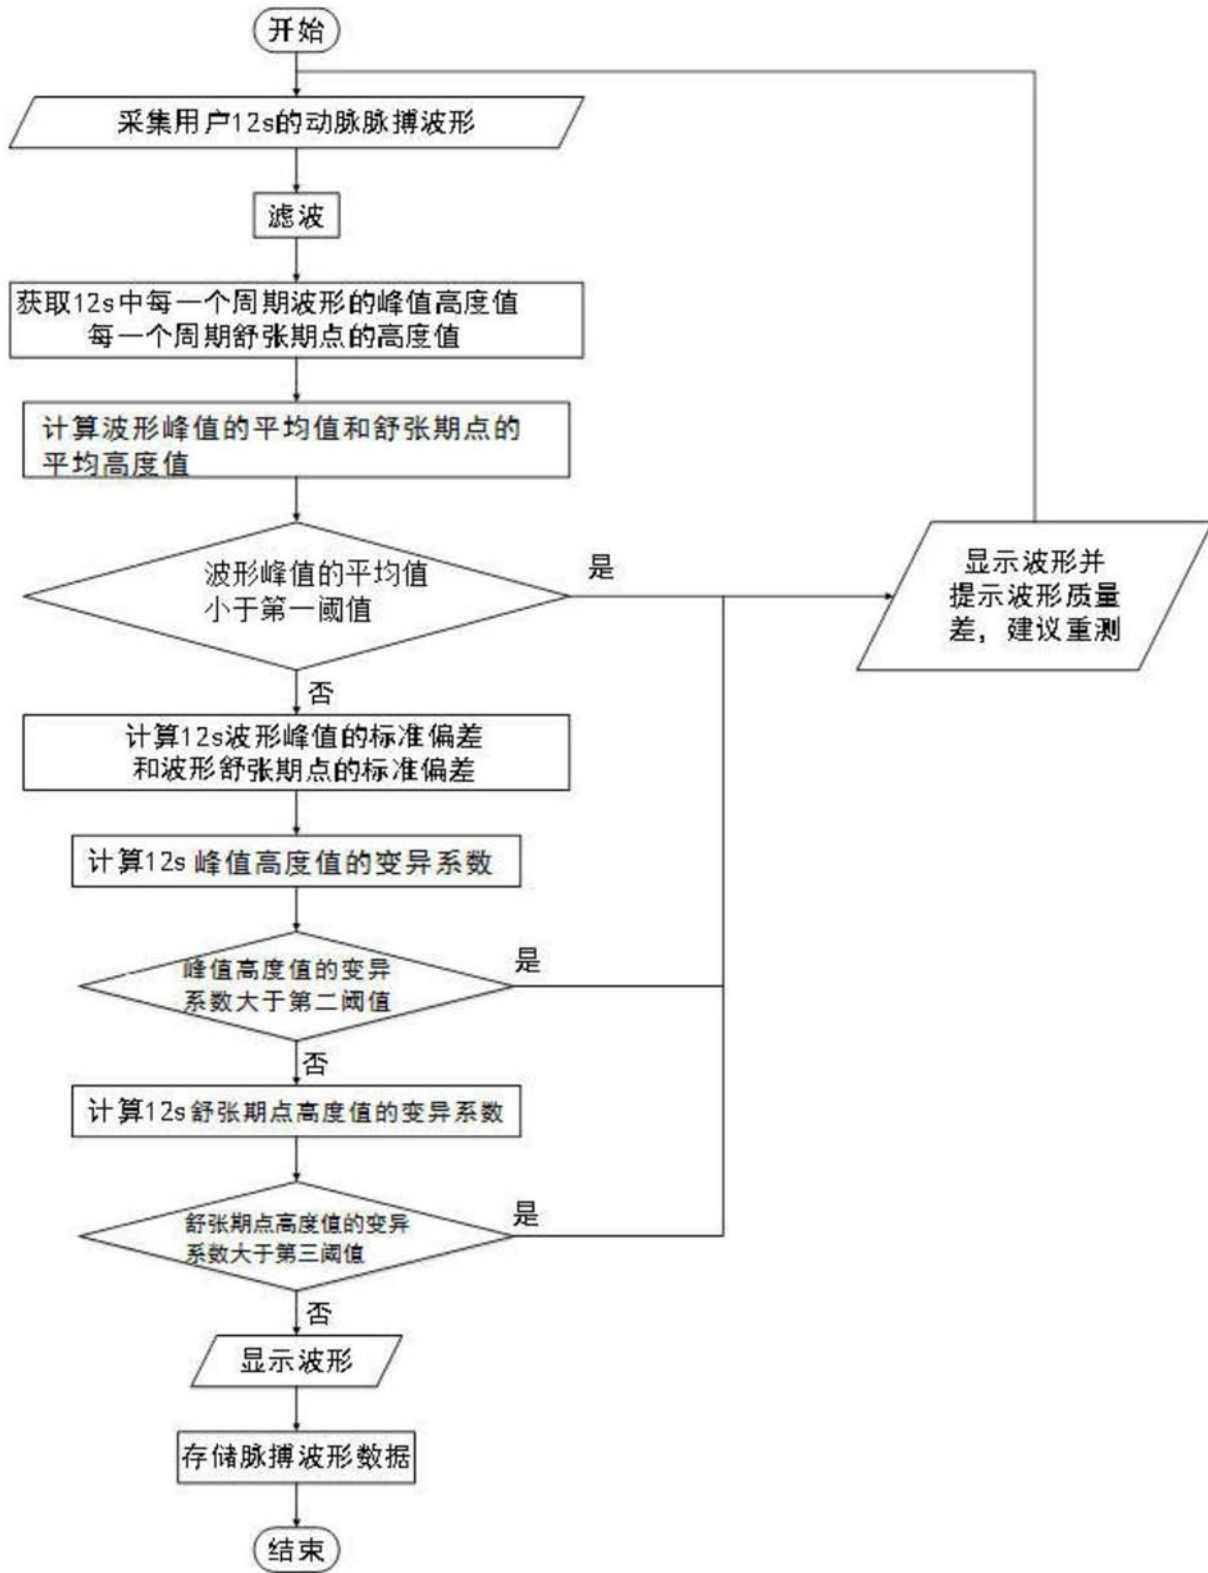 开始
采集用户12s的动脉脉搏波形
滤波
获取12s中每一个周期波形的峰值高度值
每一个周期舒张期点的高度值
计算波形峰值的平均值和舒张期点的
平均高度值
波形峰值的平均值
小于第一阈值
是
显示波形并
提示波形质量
差，建议重测
否
计算12s波形峰值的标准偏差
和波形舒张期点的标准偏差
计算12s 峰值高度值的变异系数
峰值高度值的变异
系数大于第二阈值
是
否
计算12s舒张期点高度值的变异系数
舒张期点高度值的变异
系数大于第三阈值
是
否
显示波形
存储脉搏波形数据
结束